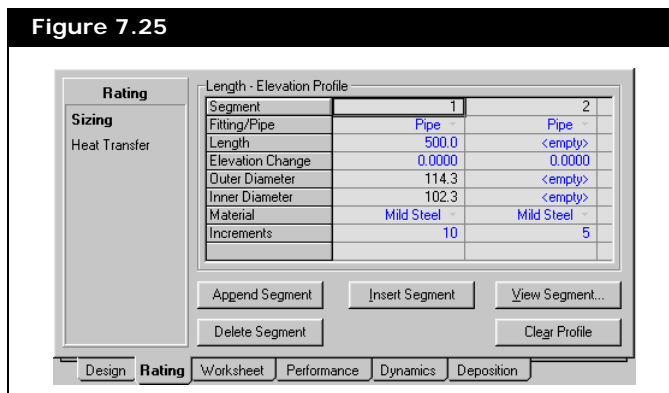 Figure 7.25
Rating
Sizing
Heat Transfer
Length - Elevation Profile
Segment 1 2
Fitting/Pipe Pipe Pipe
Length 500.0 <empty>
Elevation Change 0.0000 0.0000
Outer Diameter 114.3 <empty>
Inner Diameter 102.3 <empty>
Material Mild Steel Mild Steel
Increments 10 5
Append Segment Insert Segment View Segment...
Delete Segment Clear Profile
Design Rating Worksheet Performance Dynamics Deposition